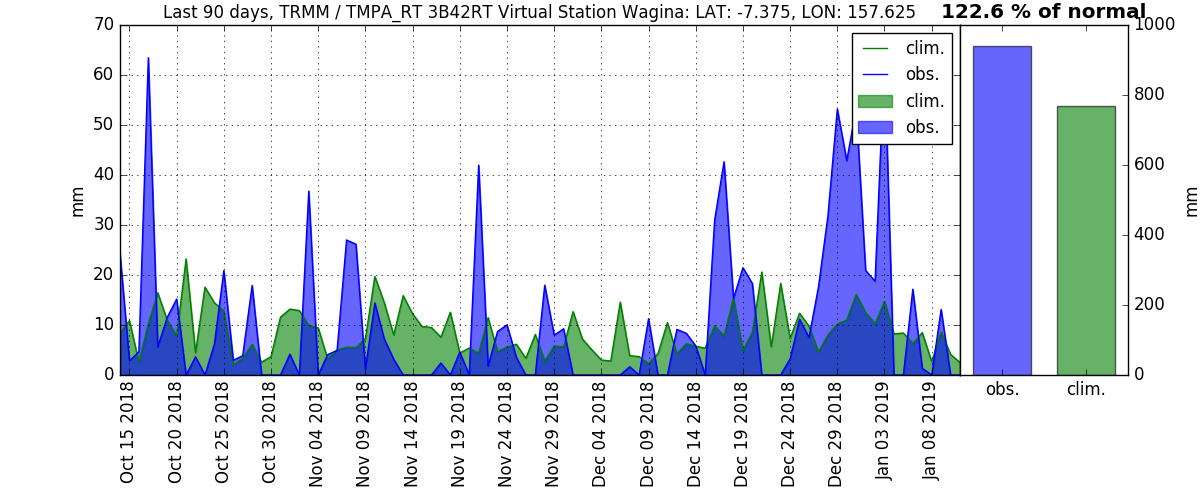 Last 90 days, TRMM / TMPA_RT 3B42RT Virtual Station Wagina: LAT: -7.375, LON: 157.625
122.6 % of normal
70
60
50
40
30
20
10
0
mm
clim.
obs.
clim.
obs.
Oct 15 2018
Oct 20 2018
Oct 25 2018
Oct 30 2018
Nov 04 2018
Nov 09 2018
Nov 14 2018
Nov 19 2018
Nov 24 2018
Nov 29 2018
Dec 04 2018
Dec 09 2018
Dec 14 2018
Dec 19 2018
Dec 24 2018
Dec 29 2018
Jan 03 2019
Jan 08 2019
1000
800
600
400
200
0
mm
obs.
clim.